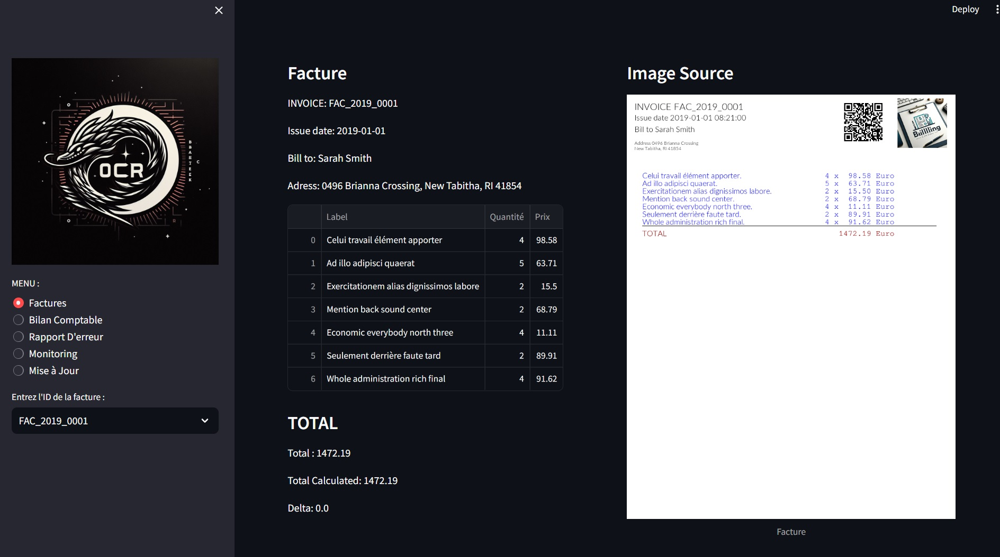 Deploy
OCR
MENU :
Factures
Bilan Comptable
Rapport D'erreur
Monitoring
Mise à Jour
Entrez l'ID de la facture :
FAC_2019_0001
Facture
INVOICE: FAC_2019_0001
Issue date: 2019-01-01
Bill to: Sarah Smith
Adress: 0496 Brianna Crossing, New Tabitha, RI 41854
Label Quantité Prix
0 Celui travail élément apporter 4 98.58
1 Ad illo adipisci quaerat 5 63.71
2 Exercitationem alias dignissimos labore 2 15.5
3 Mention back sound center 2 68.79
4 Economic everybody north three 4 11.11
5 Seulement derrière faute tard 2 89.91
6 Whole administration rich final 4 91.62
TOTAL
Total : 1472.19
Total Calculated: 1472.19
Delta: 0.0
Image Source
INVOICE FAC_2019_0001
Issue date 2019-01-01 08:21:00
Bill to Sarah Smith
Address 0496 Brianna Crossing
New Tabitha, RI 41854
Biillling
Celui travail élément apporter. 4 x 98.58 Euro
Ad illo adipisci quaerat. 5 x 63.71 Euro
Exercitationem alias dignissimos labore. 2 x 15.50 Euro
Mention back sound center. 2 x 68.79 Euro
Economic everybody north three. 4 x 11.11 Euro
Seulement derrière faute tard. 2 x 89.91 Euro
Whole administration rich final. 4 x 91.62 Euro
TOTAL 1472.19 Euro
Facture